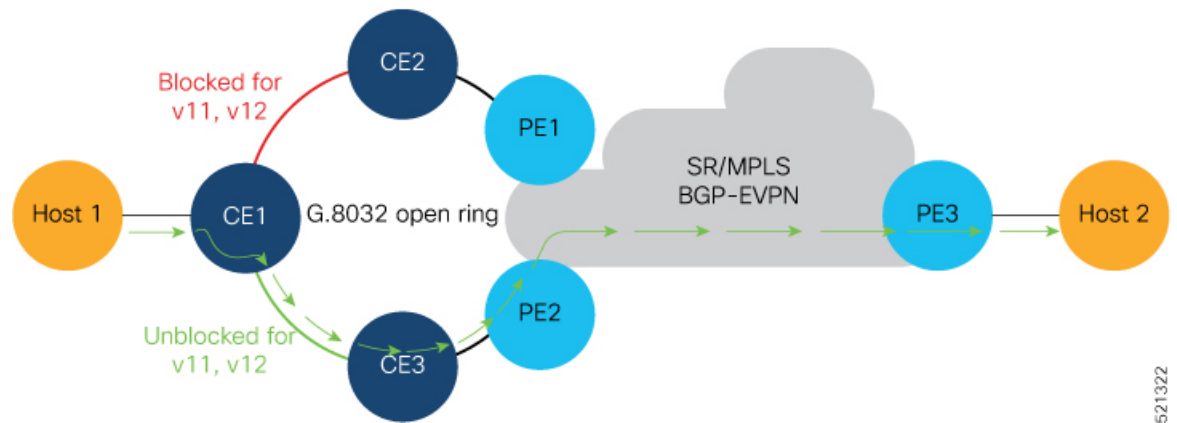 CE2
Blocked for
v11, v12
PE1
SR/MPLS
BGP-EVPN
Host 1
CE1
G.8032 open ring
PE3
Host 2
PE2
Unblocked for
v11, v12
CE3
521322